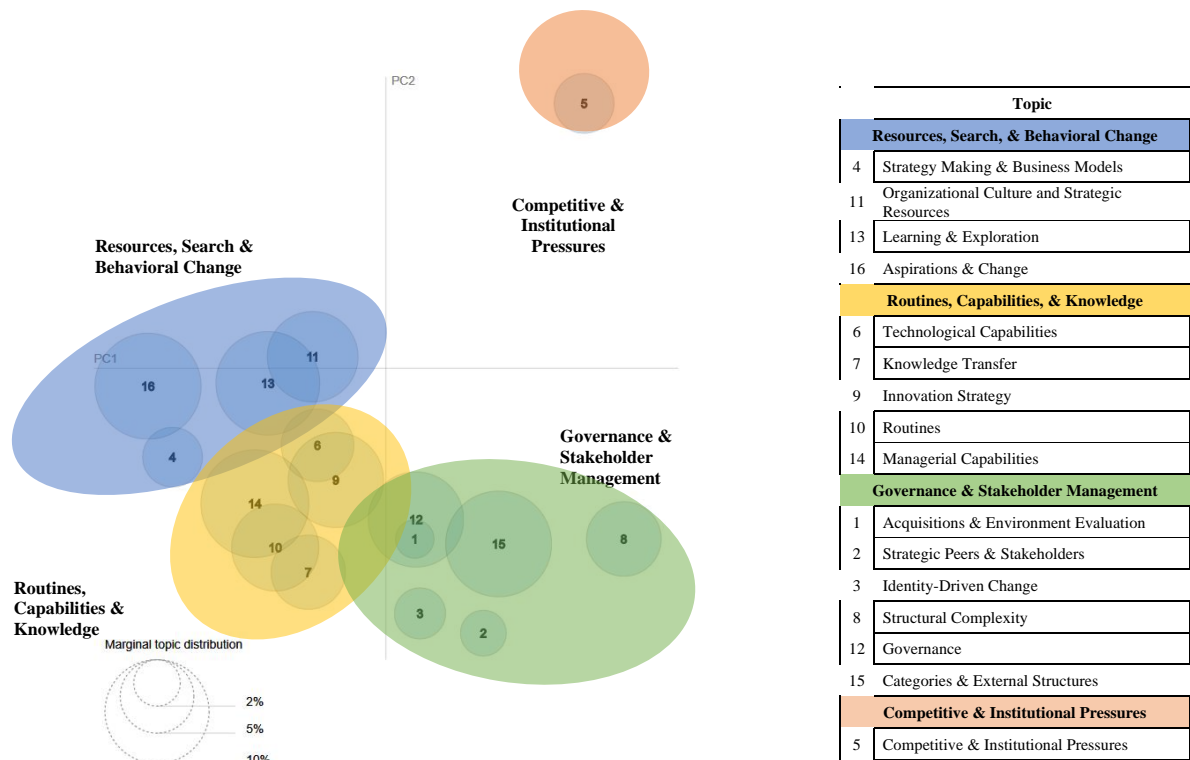 PC2
5
Competitive &
Institutional
Pressures
Resources, Search &
Behavioral Change
PC1
11
16
13
4
6
9
14
10
7
Governance &
Stakeholder
Management
12
1
15
8
3
2
Routines,
Capabilities &
Knowledge
Marginal topic distribution
2%
5%
10%
Topic
Resources, Search, & Behavioral Change
4 Strategy Making & Business Models
11 Organizational Culture and Strategic
Resources
13 Learning & Exploration
16 Aspirations & Change
Routines, Capabilities, & Knowledge
6 Technological Capabilities
7 Knowledge Transfer
9 Innovation Strategy
10 Routines
14 Managerial Capabilities
Governance & Stakeholder Management
1 Acquisitions & Environment Evaluation
2 Strategic Peers & Stakeholders
3 Identity-Driven Change
8 Structural Complexity
12 Governance
15 Categories & External Structures
Competitive & Institutional Pressures
5 Competitive & Institutional Pressures